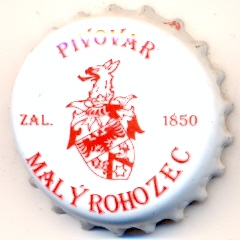 PIVOVAR
ZAL. 1850
MALÝ ROHOZEC